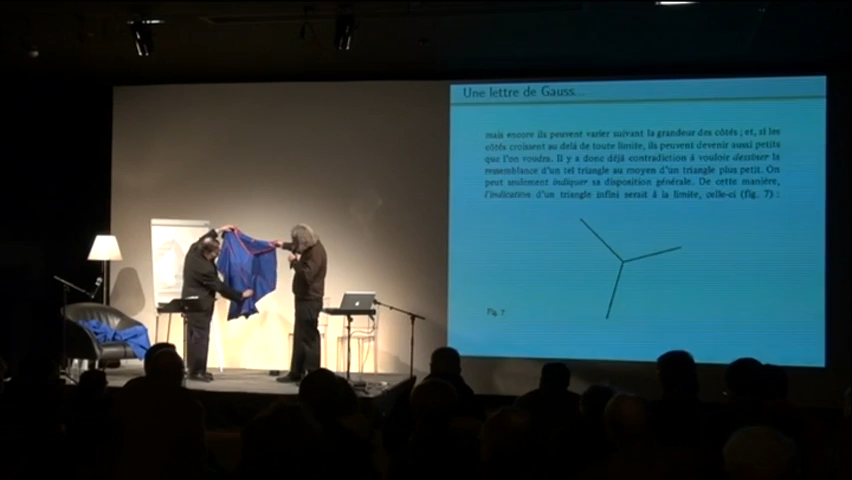 Une lettre de Gauss...
mais encore ils peuvent varier suivant la grandeur des côtés ; et, si les
côtés croissent au delà de toute limite, ils peuvent devenir aussi petits
que l'on voudra. Il y a donc déjà contradiction à vouloir dessiner la
ressemblance d'un tel triangle au moyen d'un triangle plus petit. On
peut seulement indiquer sa disposition générale. De cette manière,
l'indication d'un triangle infini serait à la limite, celle-ci (fig. 7) :
Fig. 7